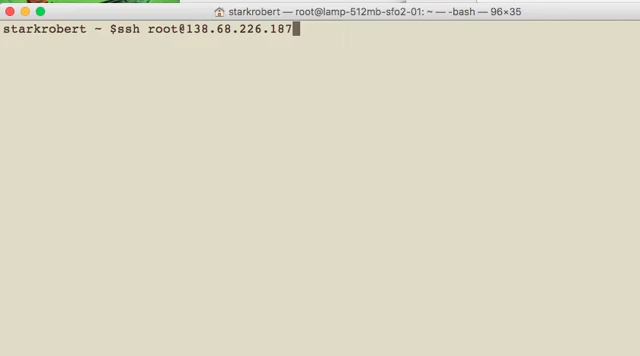 starkrobert — root@lamp-512mb-sfo2-01: ~ — -bash — 96×35
starkrobert ~ $ssh root@138.68.226.187